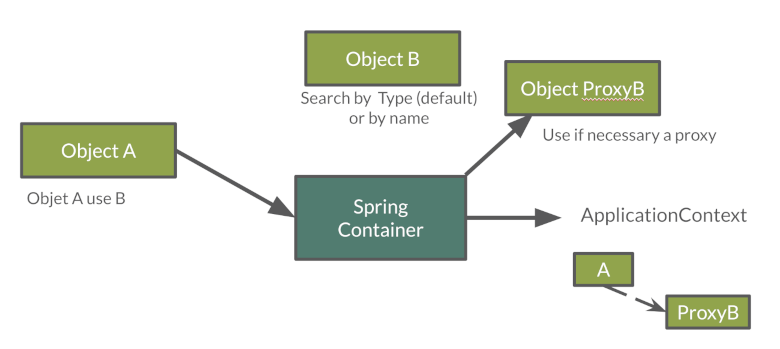 Object B
Search by Type (default)
or by name
Object ProxyB
Use if necessary a proxy
Object A
Objet A use B
Spring
Container
ApplicationContext
A
ProxyB